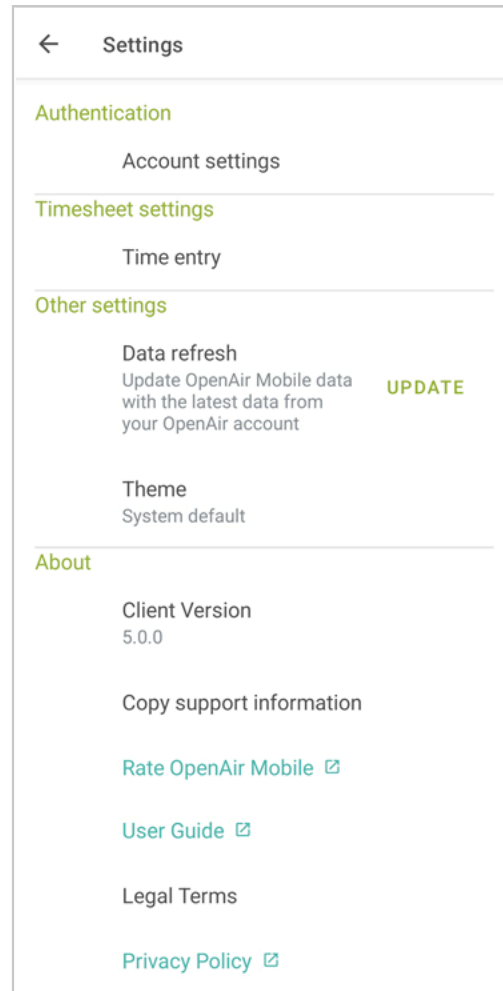 Settings
Authentication
Account settings
Timesheet settings
Time entry
Other settings
Data refresh
Update OpenAir Mobile data
with the latest data from
your OpenAir account
UPDATE
Theme
System default
About
Client Version
5.0.0
Copy support information
Rate OpenAir Mobile
User Guide
Legal Terms
Privacy Policy